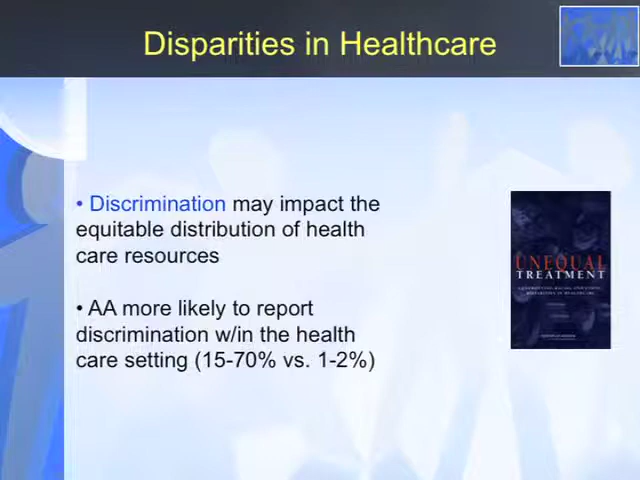 Disparities in Healthcare
• Discrimination may impact the
equitable distribution of health
care resources
• AA more likely to report
discrimination w/in the health
care setting (15-70% vs. 1-2%)
UNEQUAL
TREATMENT